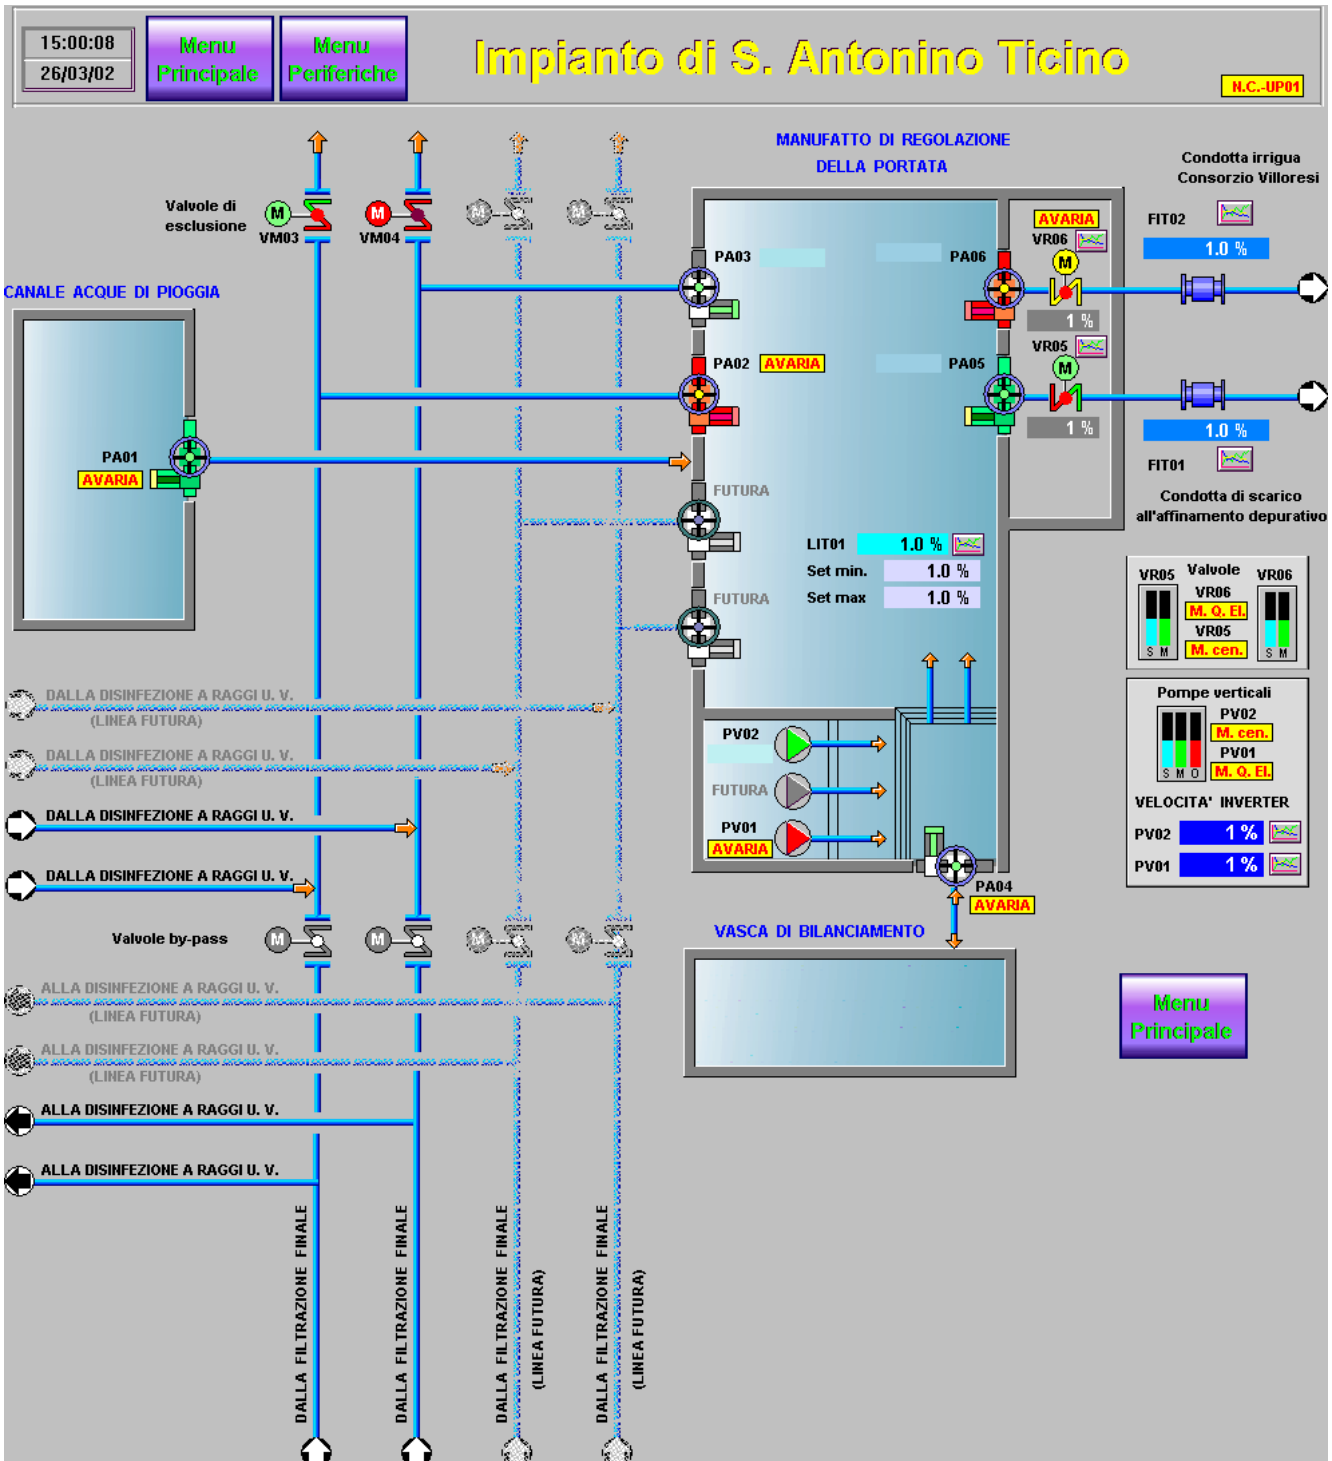 15:00:08
26/03/02
Menu
Principale
Menu
Periferiche
Impianto di S. Antonino Ticino
N.C.-UP01
MANUFATTO DI REGOLAZIONE
DELLA PORTATA
Condotta irrigua
Consorzio Villoresi
Valvole di
esclusione
M
VM03
M
VM04
M
M
AVARIA
VR06
M
1 %
FIT02
1.0 %
PA03
PA06
CANALE ACQUE DI PIOGGIA
PA02
AVARIA
PA05
VR05
M
1 %
1.0 %
FIT01
PA01
AVARIA
Condotta di scarico
all'affinamento depurativo
FUTURA
LIT01
1.0 %
Set min.
1.0 %
Set max
1.0 %
FUTURA
VR05
Valvole
VR06
VR06
M. Q. El.
VR05
M. cen.
S M
S M
DALLA DISINFEZIONE A RAGGI U. V.
(LINEA FUTURA)
DALLA DISINFEZIONE A RAGGI U. V.
(LINEA FUTURA)
DALLA DISINFEZIONE A RAGGI U. V.
DALLA DISINFEZIONE A RAGGI U. V.
Pompe verticali
PV02
M. cen.
PV01
M. Q. El.
S M O
VELOCITA' INVERTER
PV02
1 %
PV01
1 %
PV02
FUTURA
PV01
AVARIA
PA04
AVARIA
Valvole by-pass
M
M
M
M
VASCA DI BILANCIAMENTO
ALLA DISINFEZIONE A RAGGI U. V.
(LINEA FUTURA)
ALLA DISINFEZIONE A RAGGI U. V.
(LINEA FUTURA)
ALLA DISINFEZIONE A RAGGI U. V.
ALLA DISINFEZIONE A RAGGI U. V.
Menu
Principale
DALLA FILTRAZIONE FINALE
DALLA FILTRAZIONE FINALE
DALLA FILTRAZIONE FINALE
(LINEA FUTURA)
DALLA FILTRAZIONE FINALE
(LINEA FUTURA)